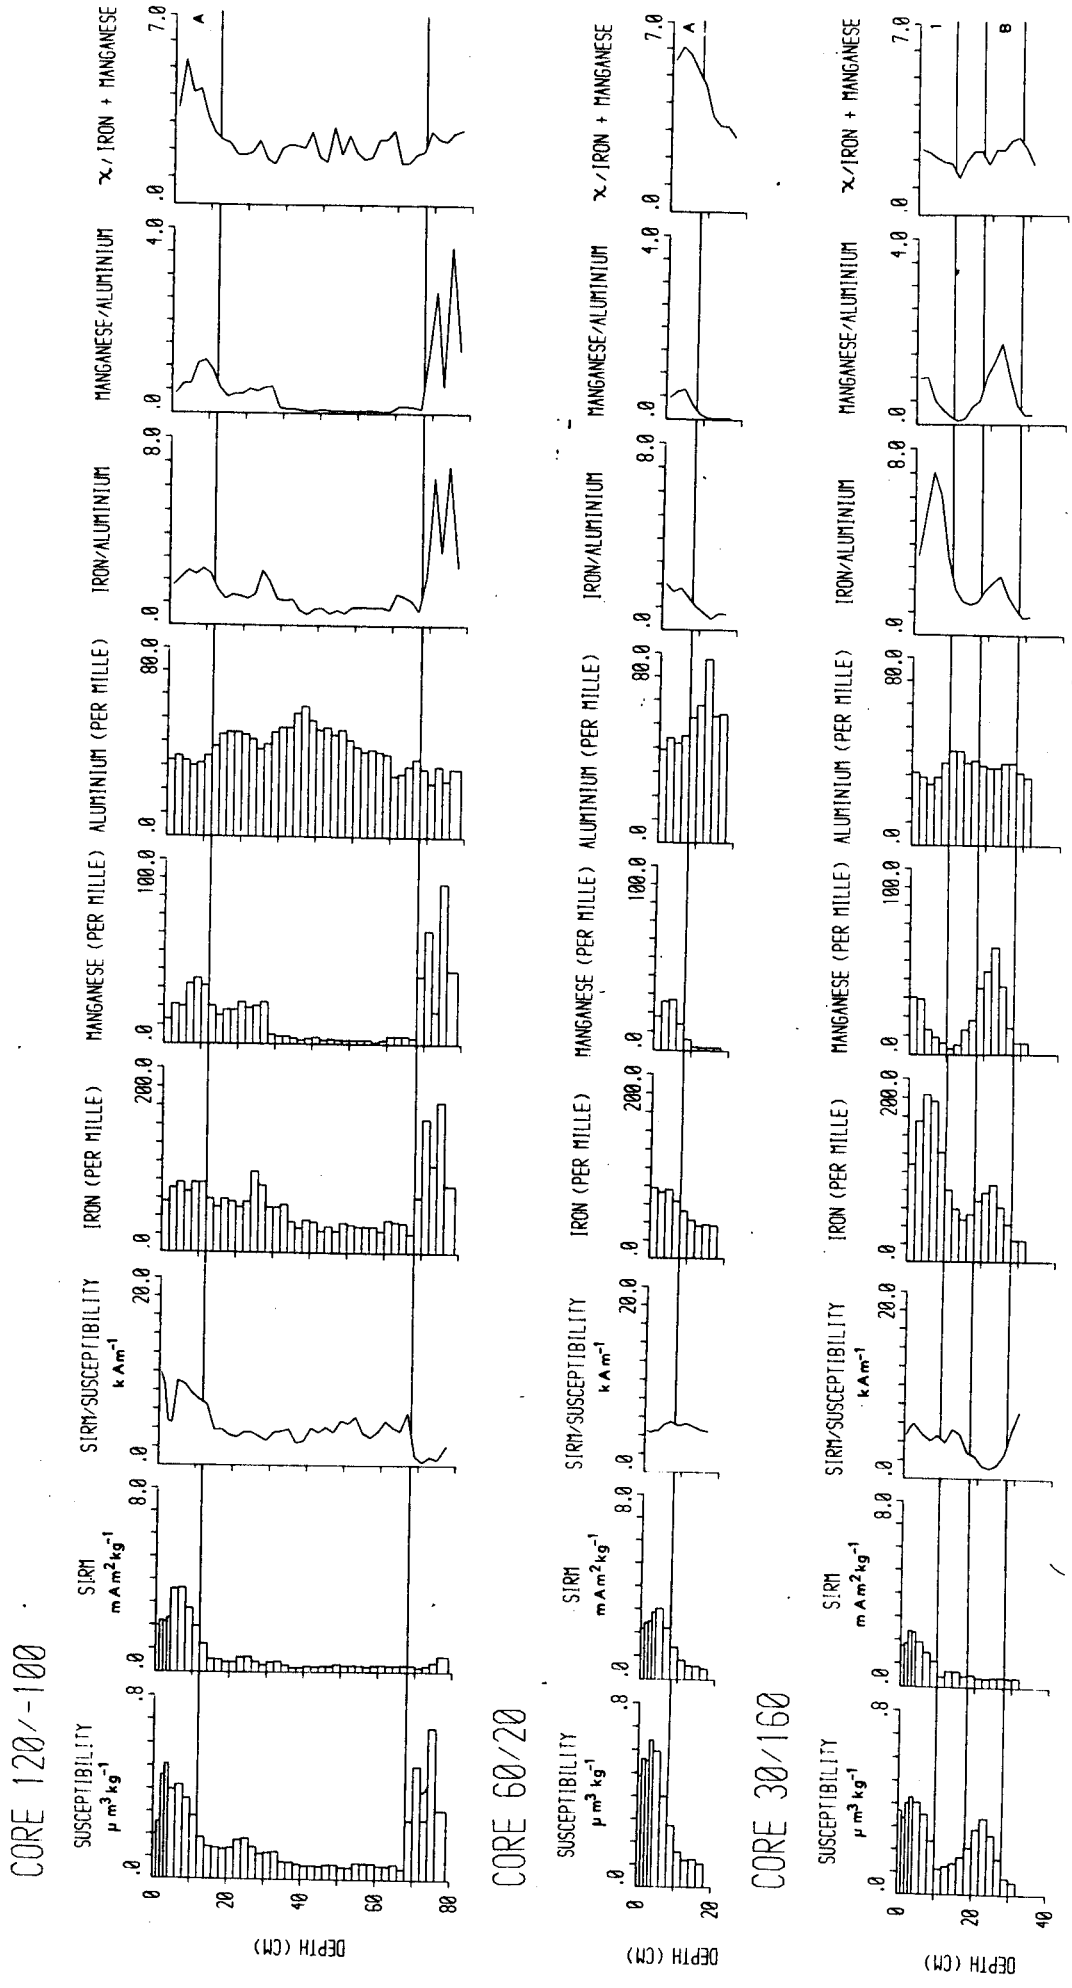 CORE 120/-100
SUSCEPTIBILITY
μ m³ kg⁻¹
.0 .8
SIRM
mAm² kg⁻¹
.0 8.0
SIRM/SUSCEPTIBILITY
kAm⁻¹
.0 20.0
IRON (PER MILLE)
.0 200.0
MANGANESE (PER MILLE)
.0 100.0
ALUMINIUM (PER MILLE)
.0 80.0
IRON/ALUMINIUM
.0 8.0
MANGANESE/ALUMINIUM
.0 4.0
ϰ/IRON + MANGANESE
.0 7.0
A
0
20
40
60
80
DEPTH (CM)
CORE 60/20
SUSCEPTIBILITY
μ m³ kg⁻¹
.0 .8
SIRM
mAm² kg⁻¹
.0 8.0
SIRM/SUSCEPTIBILITY
kAm⁻¹
.0 20.0
IRON (PER MILLE)
.0 200.0
MANGANESE (PER MILLE)
.0 100.0
ALUMINIUM (PER MILLE)
.0 80.0
IRON/ALUMINIUM
.0 8.0
MANGANESE/ALUMINIUM
.0 4.0
ϰ/IRON + MANGANESE
.0 7.0
A
0
20
DEPTH (CM)
CORE 30/160
SUSCEPTIBILITY
μ m³ kg⁻¹
.0 .8
SIRM
mAm² kg⁻¹
.0 8.0
SIRM/SUSCEPTIBILITY
kAm⁻¹
.0 20.0
IRON (PER MILLE)
.0 200.0
MANGANESE (PER MILLE)
.0 100.0
ALUMINIUM (PER MILLE)
.0 80.0
IRON/ALUMINIUM
.0 8.0
MANGANESE/ALUMINIUM
.0 4.0
ϰ/IRON + MANGANESE
.0 7.0
1
B
0
20
40
DEPTH (CM)